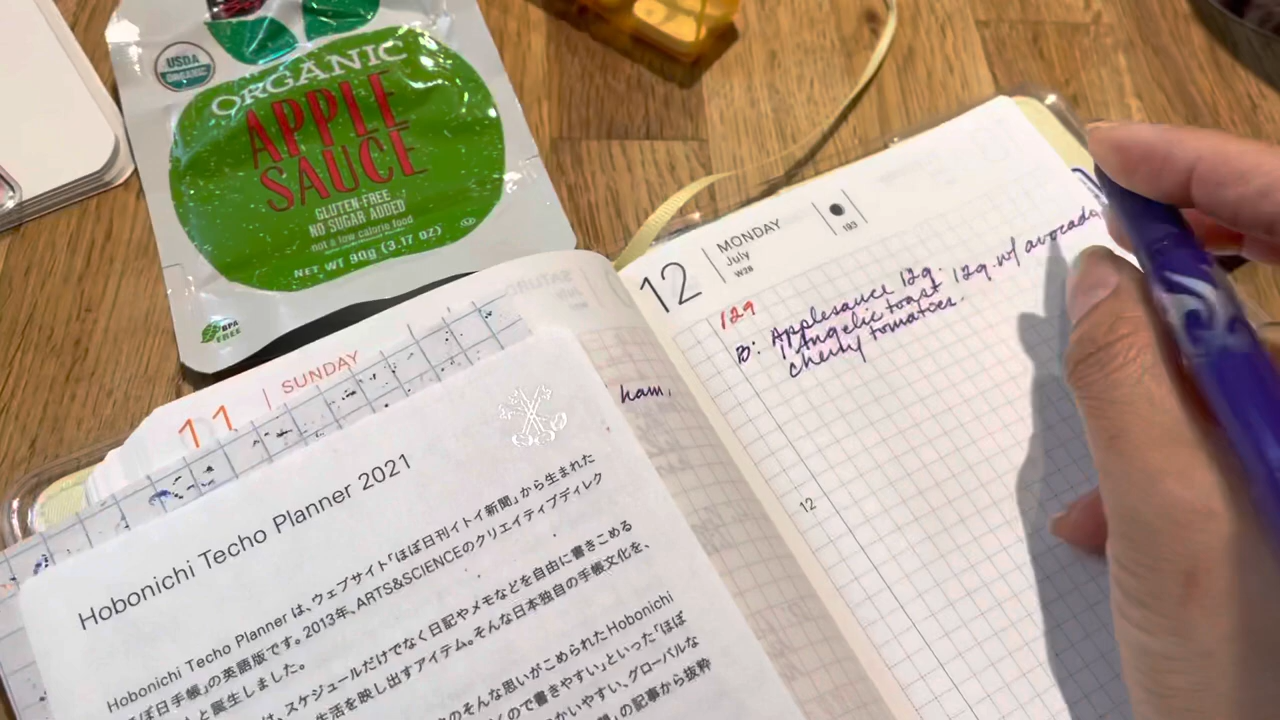 USDA
ORGANIC
ORGANIC
APPLE
SAUCE
GLUTEN-FREE
NO SUGAR ADDED
not a low calorie food
NET WT 90g (3.17 OZ)
BPA
FREE
11 | SUNDAY
ham,
Hobonichi Techo Planner 2021
Hobonichi Techo Planner は、ウェブサイト「ほぼ日刊イトイ新聞」から生まれた
ほぼ日手帳」の英語版です。2013年、ARTS&SCIENCEのクリエイティブディレク
と誕生しました。
は、スケジュールだけでなく日記やメモなどを自由に書きこめる
生活を映し出すアイテム。そんな日本独自の手帳文化を、
のそんな思いがこめられたHobonichi
くので書きやすい」といった「ほぼ
かいやすい、グローバルな
の記事から抜粋
12 | MONDAY
July
W28
193
129
B: Applesauce 12g.
1 Angelic toast 12g. w/ avocado
cherry tomatoes.
12